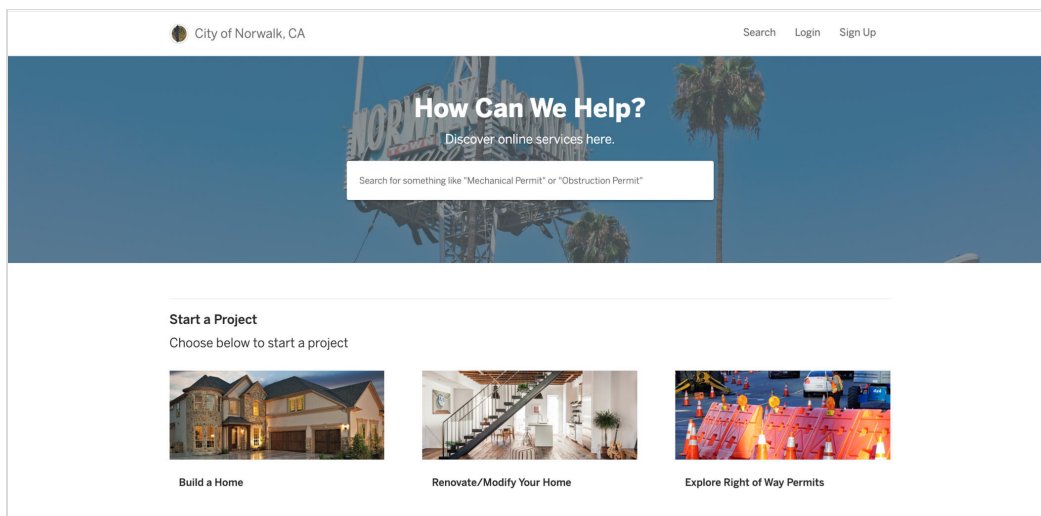 City of Norwalk, CA
Search Login Sign Up
NORWALK
TOWN
How Can We Help?
Discover online services here.
Search for something like "Mechanical Permit" or "Obstruction Permit"
Start a Project
Choose below to start a project
Build a Home
Renovate/Modify Your Home
Explore Right of Way Permits